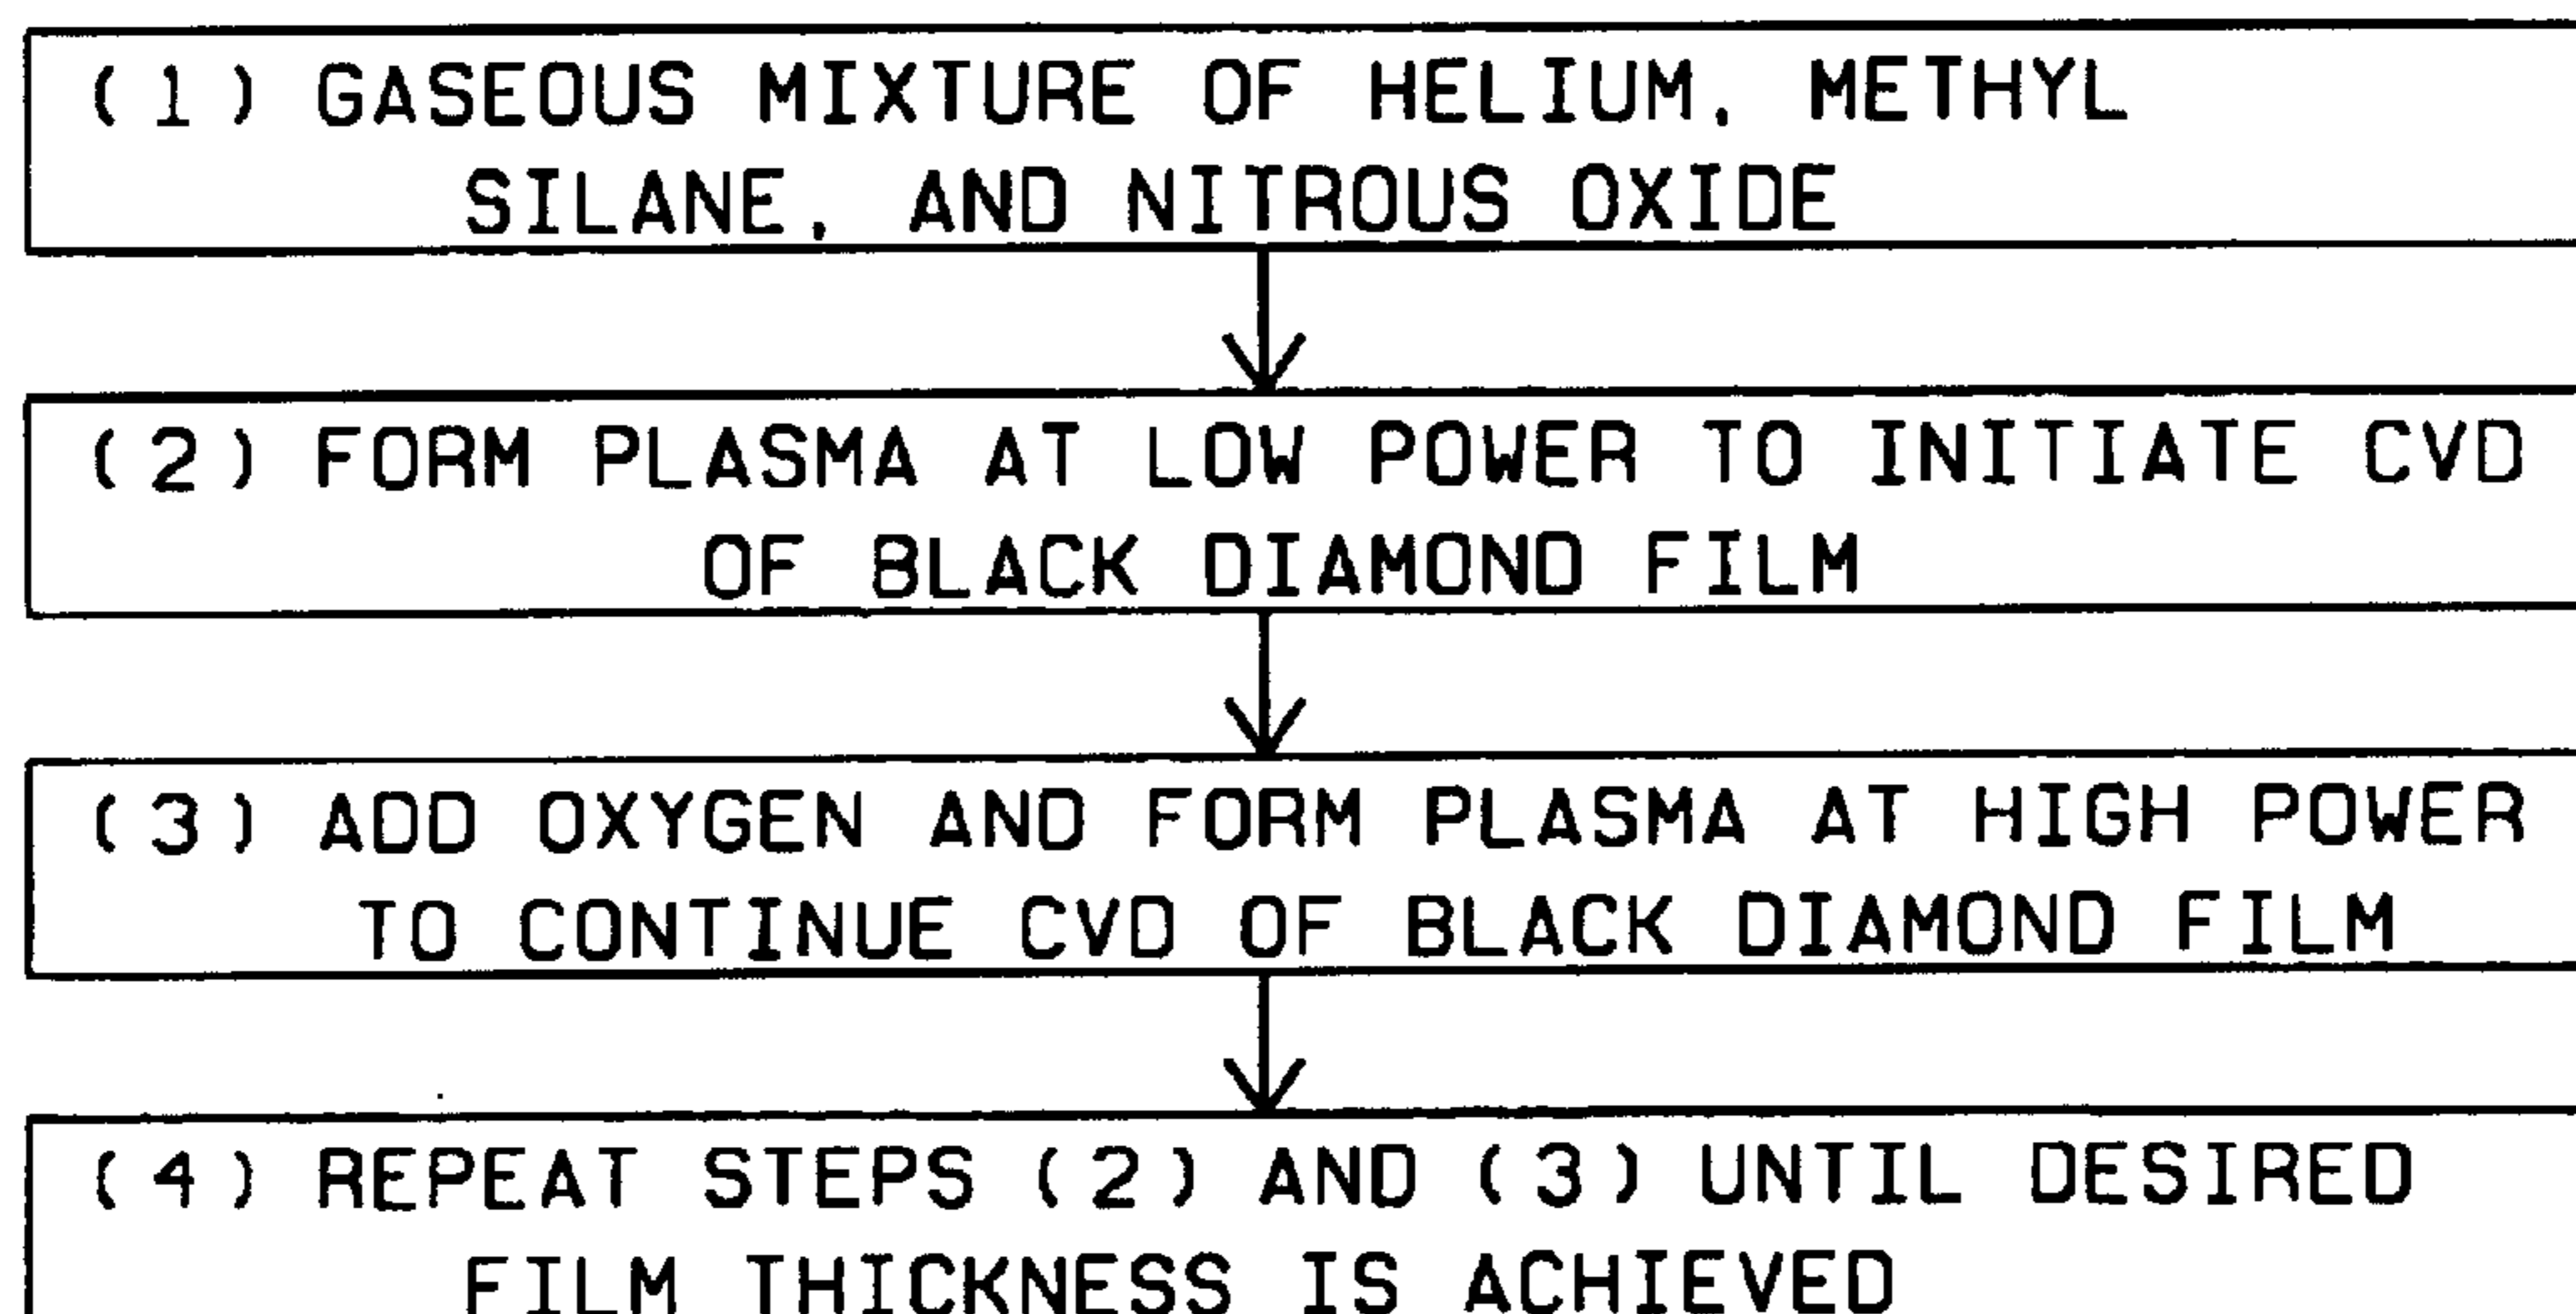 (1) GASEOUS MIXTURE OF HELIUM, METHYL
SILANE, AND NITROUS OXIDE
(2) FORM PLASMA AT LOW POWER TO INITIATE CVD
OF BLACK DIAMOND FILM
(3) ADD OXYGEN AND FORM PLASMA AT HIGH POWER
TO CONTINUE CVD OF BLACK DIAMOND FILM
(4) REPEAT STEPS (2) AND (3) UNTIL DESIRED
FILM THICKNESS IS ACHIEVED